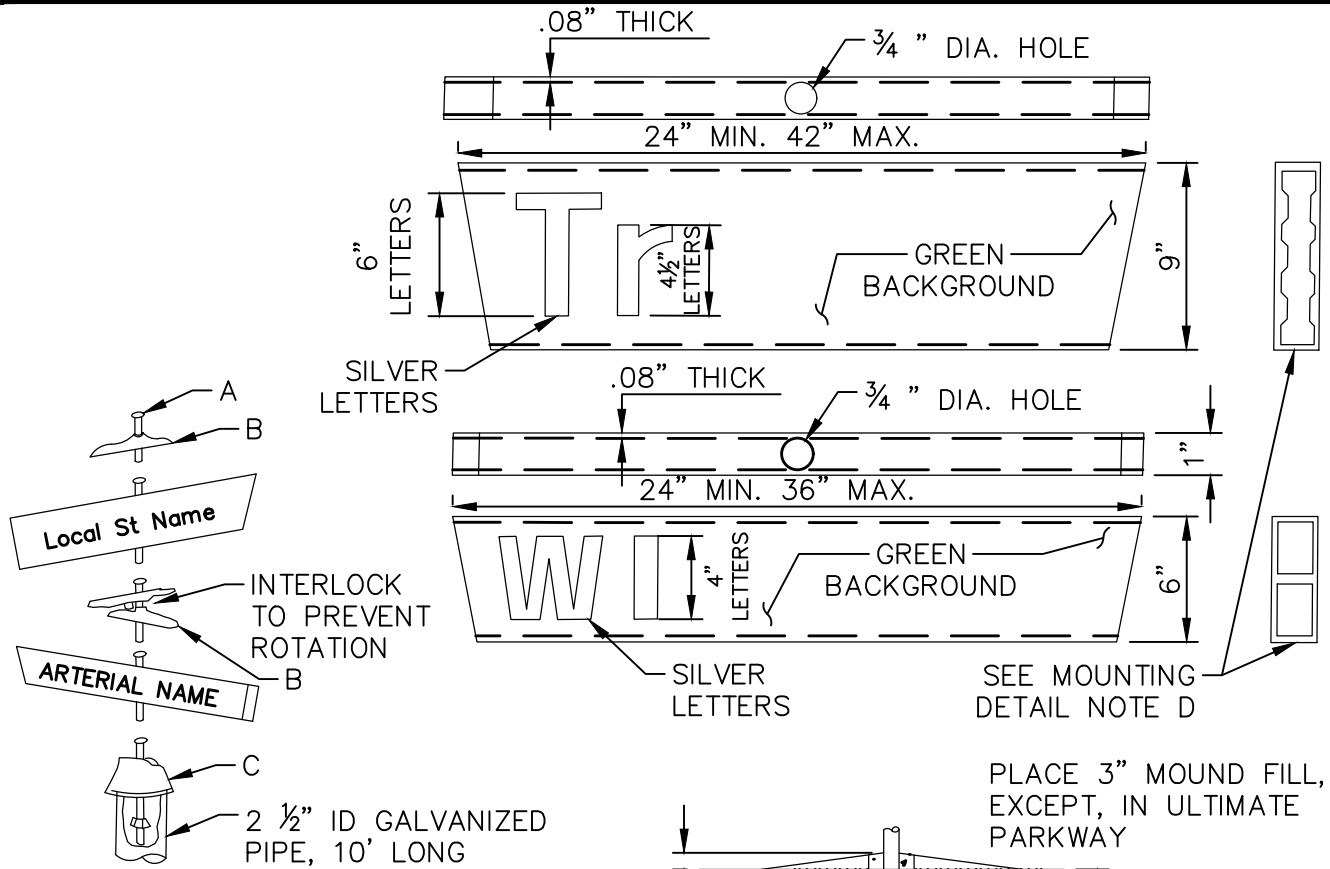 .08” THICK
¾ ” DIA. HOLE
24” MIN. 42” MAX.
6”
LETTERS
Tr
4½”
LETTERS
GREEN
BACKGROUND
9”
SILVER
LETTERS
.08” THICK
¾ ” DIA. HOLE
1”
24” MIN. 36” MAX.
Wl
4”
LETTERS
GREEN
BACKGROUND
6”
SILVER
LETTERS
SEE MOUNTING
DETAIL NOTE D
A
B
Local St Name
INTERLOCK
TO PREVENT
ROTATION
B
ARTERIAL NAME
C
2 ½” ID GALVANIZED
PIPE, 10’ LONG
PLACE 3” MOUND FILL,
EXCEPT, IN ULTIMATE
PARKWAY